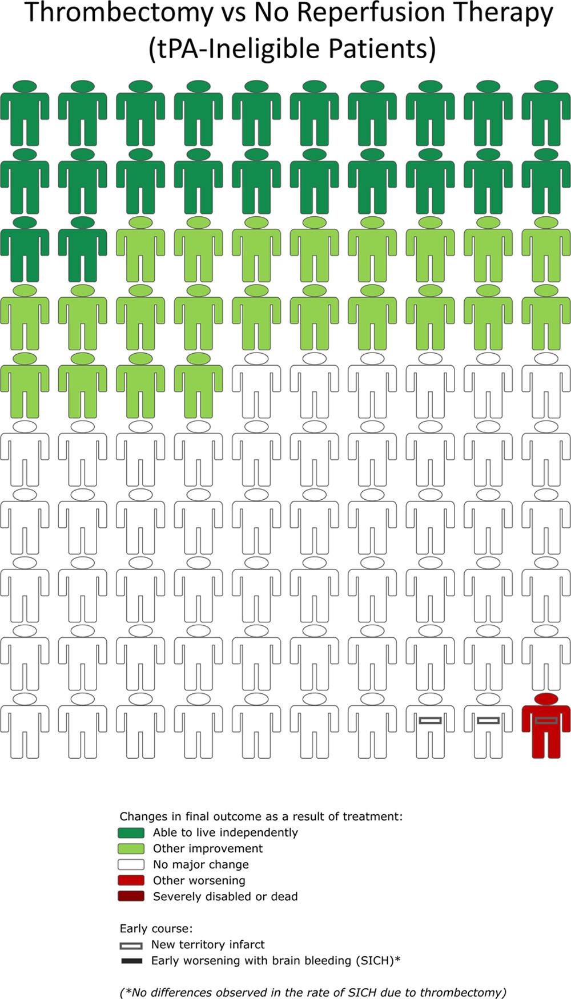 Thrombectomy vs No Reperfusion Therapy
(tPA-Ineligible Patients)
Changes in final outcome as a result of treatment:
Able to live independently
Other improvement
No major change
Other worsening
Severely disabled or dead
Early course:
New territory infarct
Early worsening with brain bleeding (SICH)*
(*No differences observed in the rate of SICH due to thrombectomy)